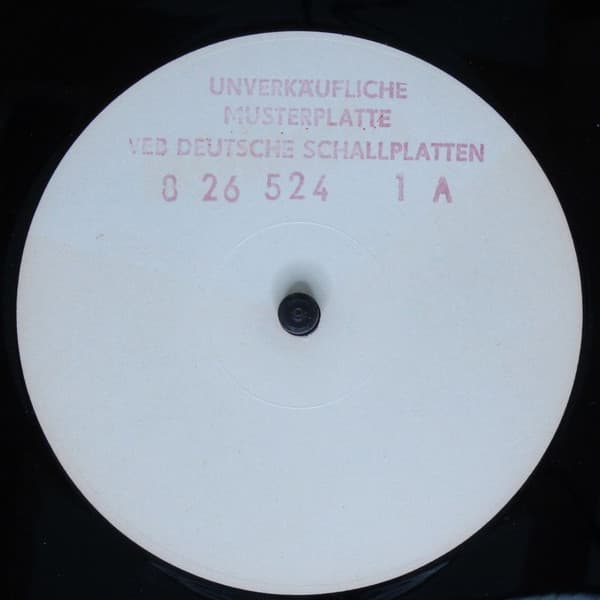 UNVERKÄUFLICHE
MUSTERPLATTE
VEB DEUTSCHE SCHALLPLATTEN
8 26 524 1 A